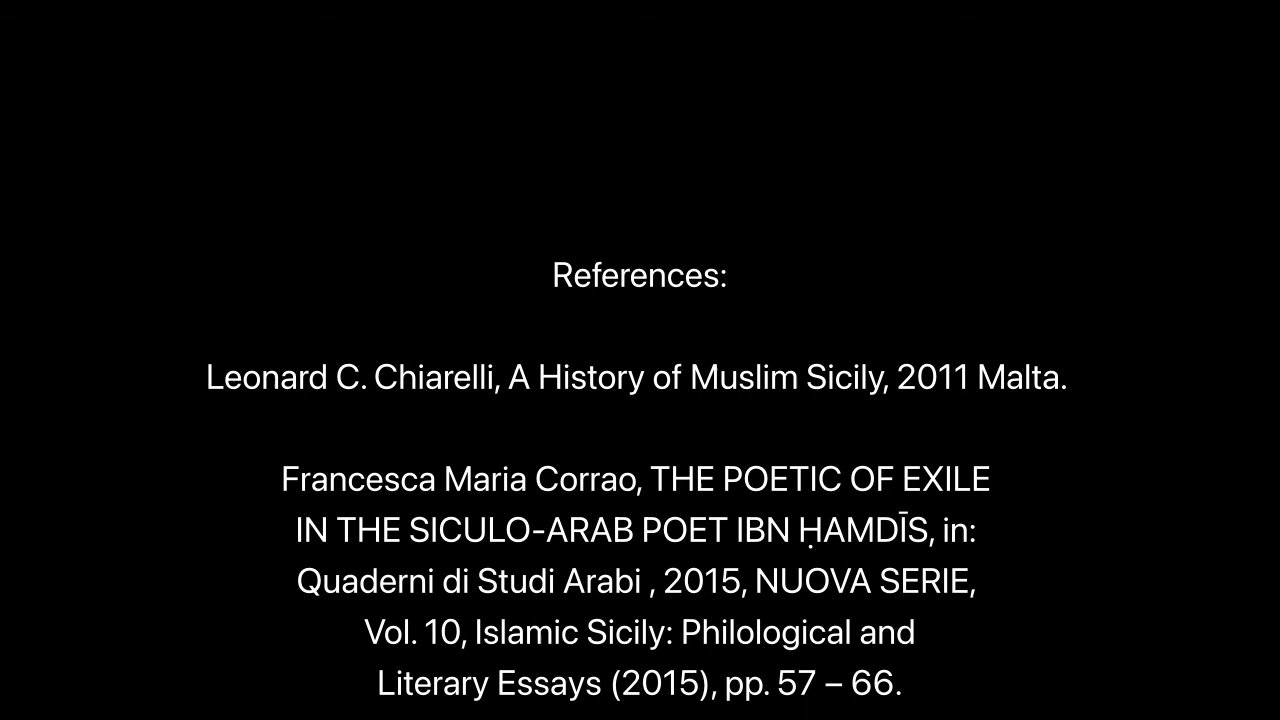 References:
Leonard C. Chiarelli, A History of Muslim Sicily, 2011 Malta.
Francesca Maria Corrao, THE POETIC OF EXILE
IN THE SICULO-ARAB POET IBN ḤAMDĪS, in:
Quaderni di Studi Arabi , 2015, NUOVA SERIE,
Vol. 10, Islamic Sicily: Philological and
Literary Essays (2015), pp. 57 – 66.